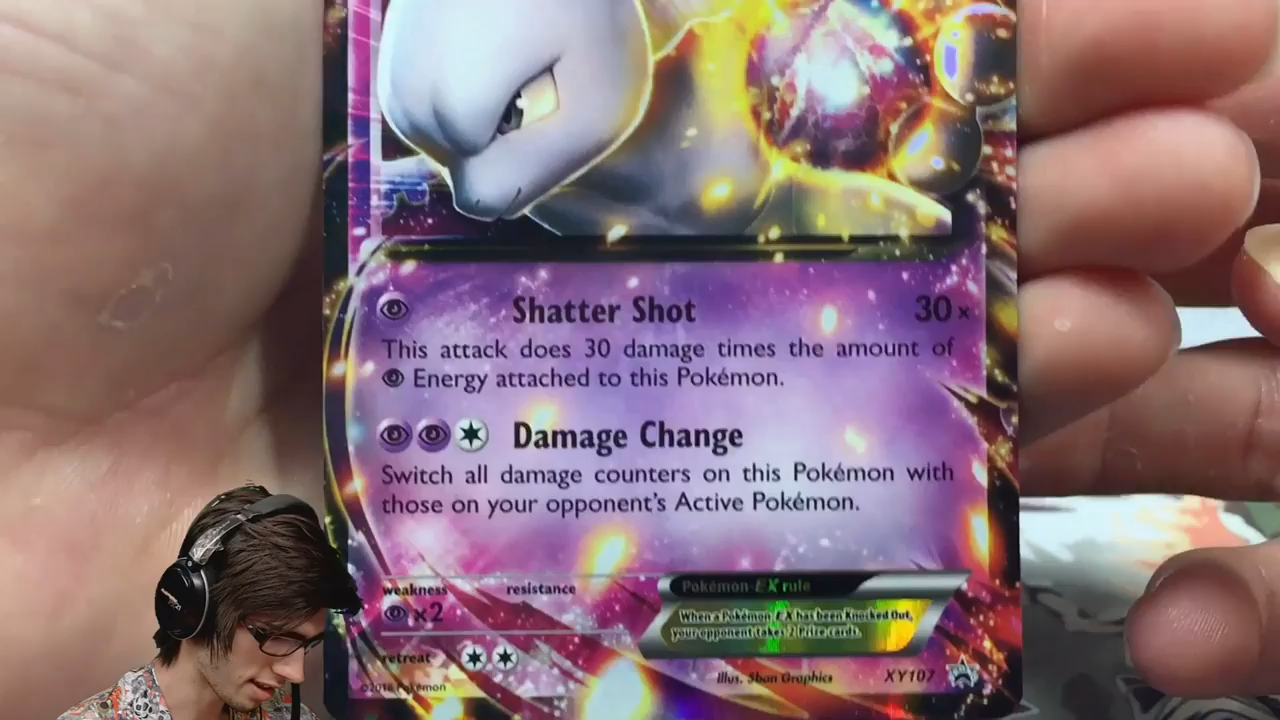 Shatter Shot 30×
This attack does 30 damage times the amount of
Energy attached to this Pokémon.
Damage Change
Switch all damage counters on this Pokémon with
those on your opponent's Active Pokémon.
weakness resistance
×2
Pokémon-EX rule
When a Pokémon-EX has been Knocked Out,
your opponent takes 2 Prize cards.
retreat
©2016 Pokémon
Illus. 5ban Graphics XY107